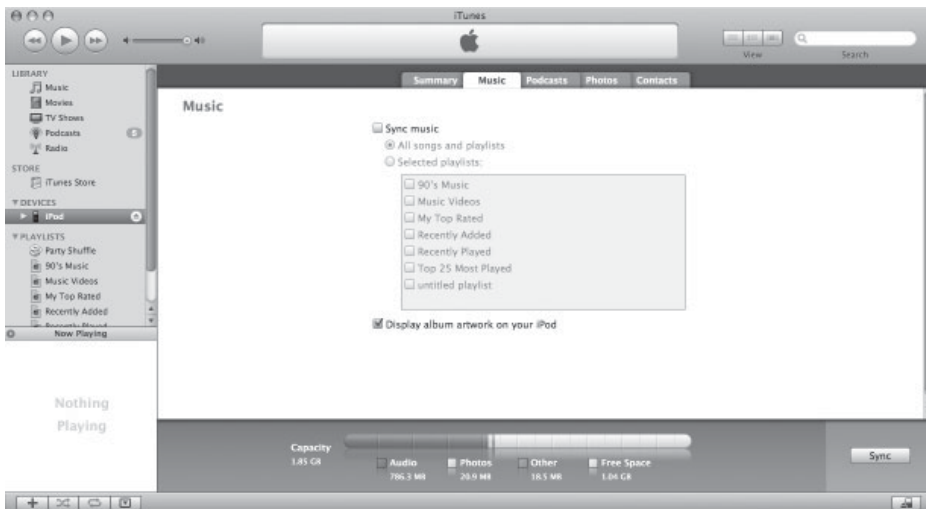 iTunes
View
Search
LIBRARY
Music
Movies
TV Shows
Podcasts
Radio
STORE
iTunes Store
DEVICES
iPod
PLAYLISTS
Party Shuffle
90's Music
Music Videos
My Top Rated
Recently Added
Recently Played
Now Playing
Nothing
Playing
Summary Music Podcasts Photos Contacts
Music
Sync music
All songs and playlists
Selected playlists:
90's Music
Music Videos
My Top Rated
Recently Added
Recently Played
Top 25 Most Played
untitled playlist
Display album artwork on your iPod
Capacity
1.85 GB
Audio Photos Other Free Space
786.3 MB 20.9 MB 18.5 MB 1.04 GB
Sync